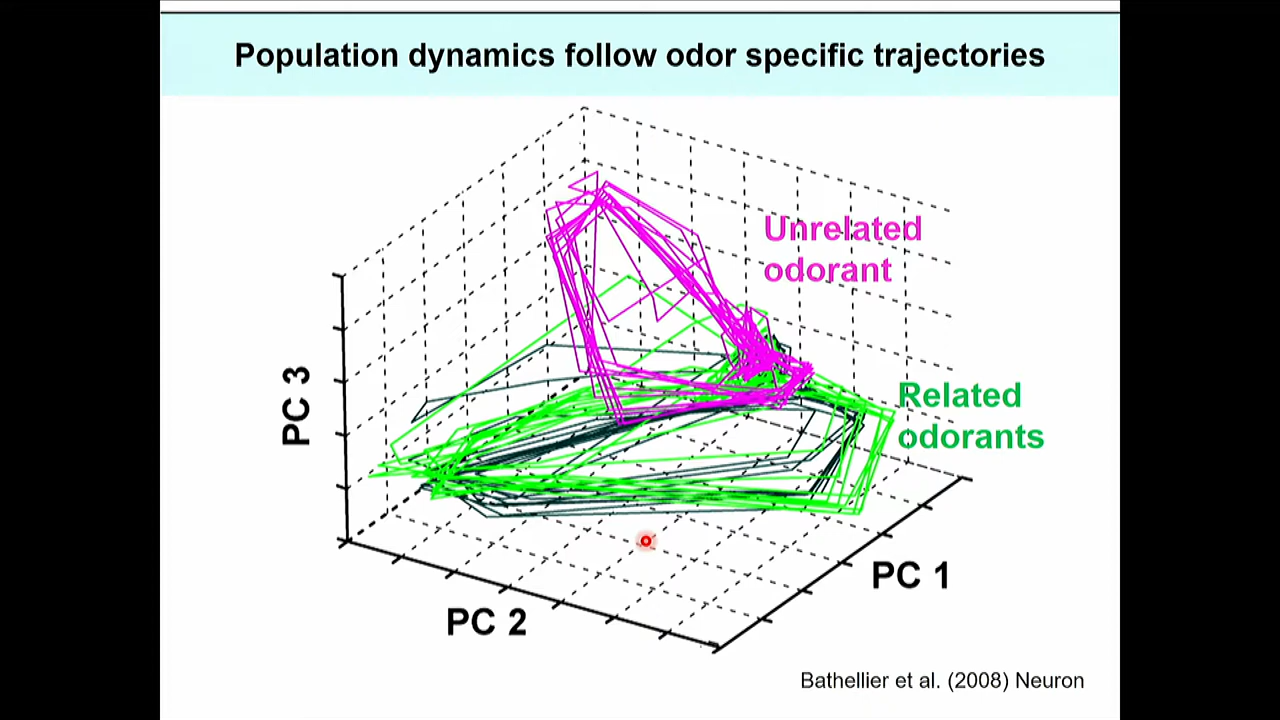 Population dynamics follow odor specific trajectories
Unrelated
odorant
Related
odorants
PC 3
PC 1
PC 2
Bathellier et al. (2008) Neuron